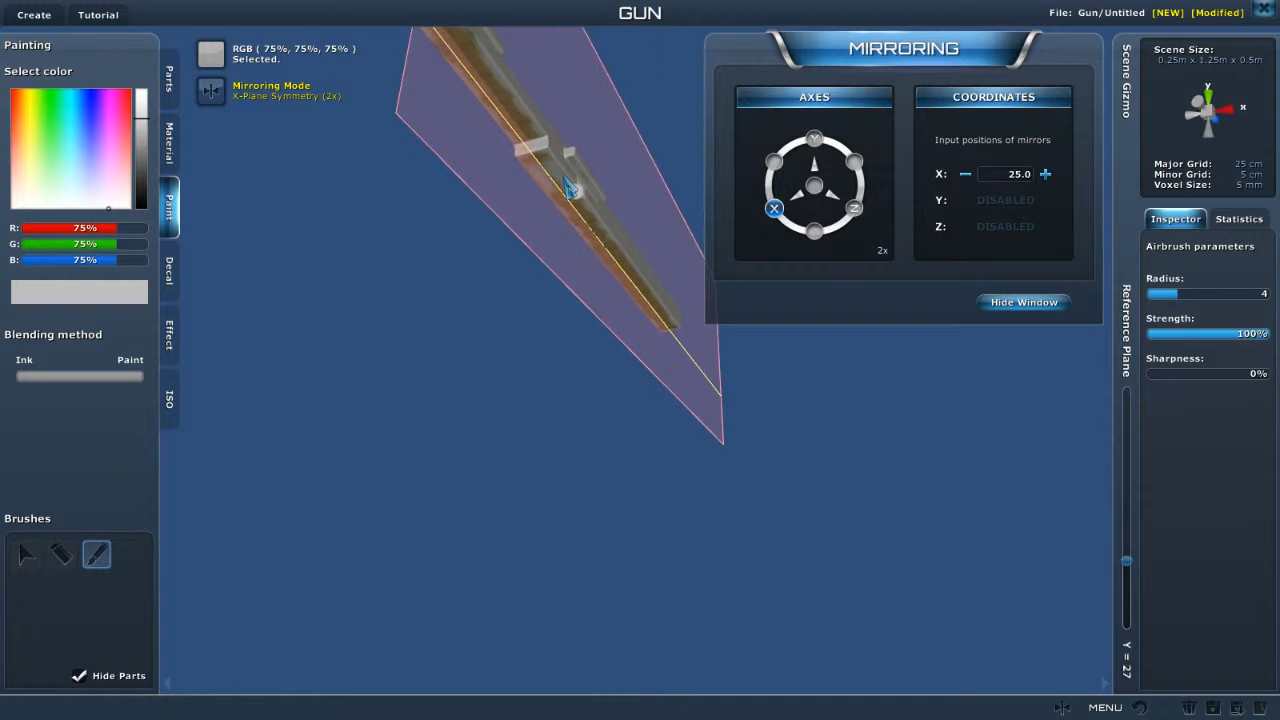 Create
Tutorial
GUN
File: Gun/Untitled [NEW] [Modified]
Painting
Select color
R: 75%
G: 75%
B: 75%
Blending method
Ink Paint
Brushes
Hide Parts
Parts
Material
Paint
Decal
Effect
ISO
RGB ( 75%, 75%, 75% )
Selected.
Mirroring Mode
X-Plane Symmetry (2x)
MIRRORING
AXES
Y
X
Z
2x
COORDINATES
Input positions of mirrors
X: 25.0
Y: DISABLED
Z: DISABLED
Hide Window
Scene Gizmo
Reference Plane
Y = 27
Scene Size:
0.25m x 1.25m x 0.5m
y
x
Major Grid: 25 cm
Minor Grid: 5 cm
Voxel Size: 5 mm
Inspector
Statistics
Airbrush parameters
Radius:
4
Strength:
100%
Sharpness:
0%
MENU